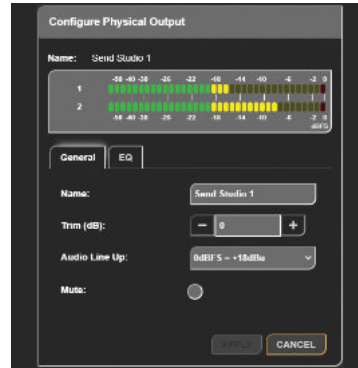 Configure Physical Output
Name: Send Studio 1
-50 -40 -30 -26 -22 -18 -14 -10 -6 -2 0
1
2
-50 -40 -30 -26 -22 -18 -14 -10 -6 -2 0
dBFS
General EQ
Name: Send Studio 1
Trim (dB): − 0 +
Audio Line Up: 0dBFS = +18dBu
Mute:
APPLY CANCEL